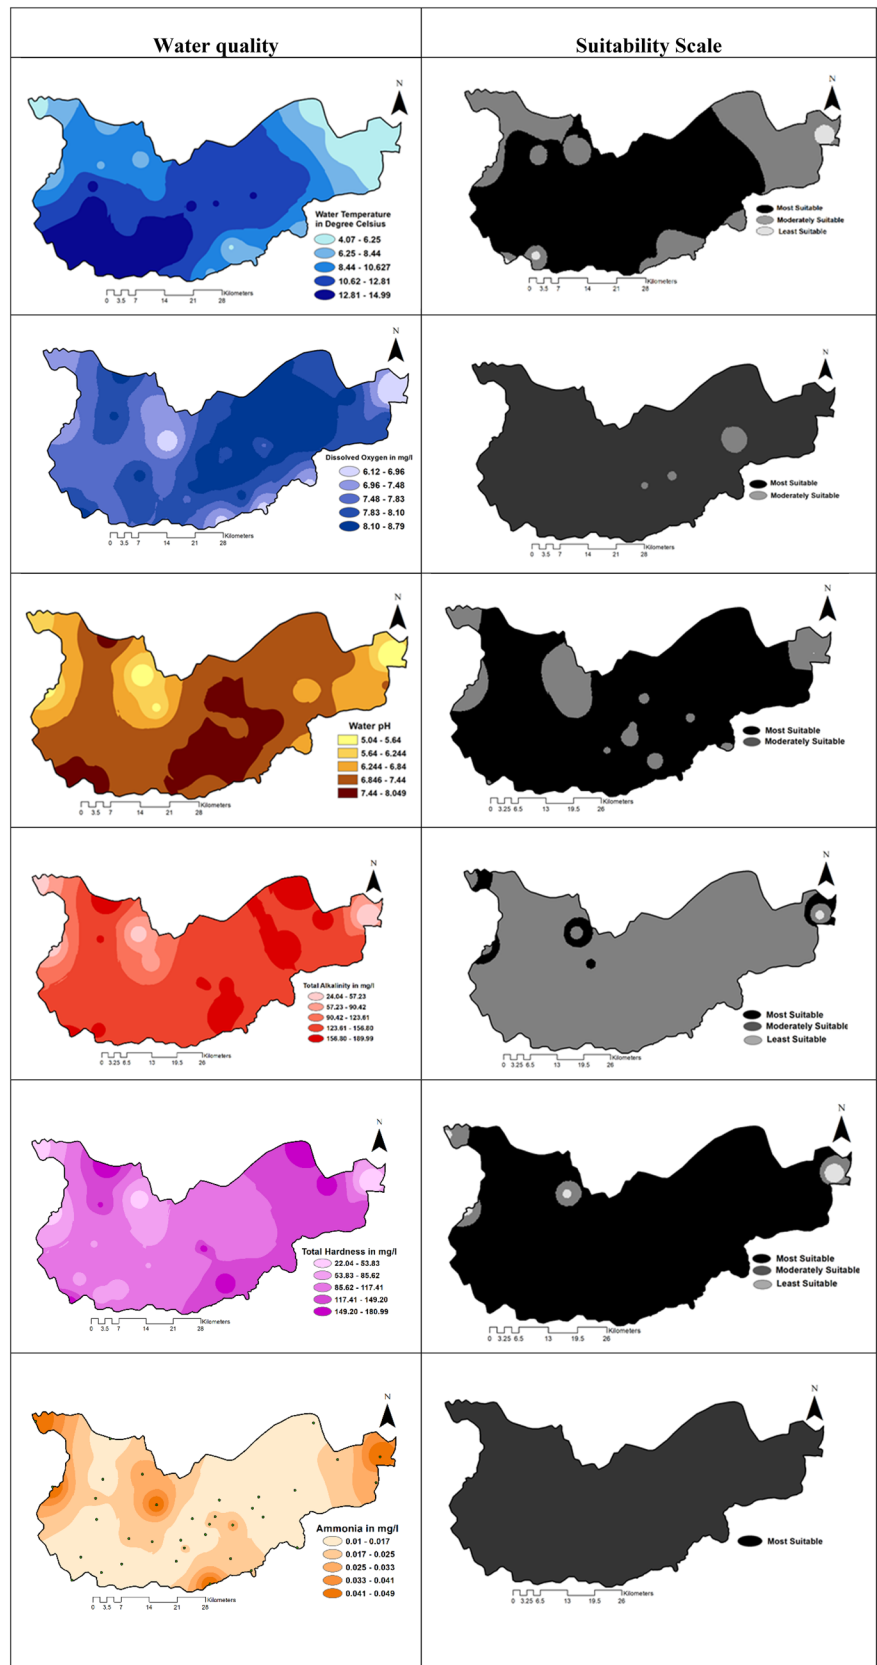 Water quality
Suitability Scale
N
Water Temperature
in Degree Celsius
4.07 - 6.25
6.25 - 8.44
8.44 - 10.627
10.62 - 12.81
12.81 - 14.99
Kilometers
0 3.5 7 14 21 28
N
Most Suitable
Moderately Suitable
Least Suitable
Kilometers
0 3.5 7 14 21 28
N
Dissolved Oxygen in mg/l
6.12 - 6.96
6.96 - 7.48
7.48 - 7.83
7.83 - 8.10
8.10 - 8.79
Kilometers
0 3.5 7 14 21 28
N
Most Suitable
Moderately Suitable
Kilometers
0 3.5 7 14 21 28
N
Water pH
5.04 - 5.64
5.64 - 6.244
6.244 - 6.84
6.846 - 7.44
7.44 - 8.049
Kilometers
0 3.5 7 14 21 28
N
Most Suitable
Moderately Suitable
Kilometers
0 3.25 6.5 13 19.5 26
N
Total Alkalinity in mg/l
24.04 - 57.23
57.23 - 90.42
90.42 - 123.61
123.61 - 156.80
156.80 - 189.99
Kilometers
0 3.25 6.5 13 19.5 26
N
Most Suitable
Moderately Suitable
Least Suitable
Kilometers
0 3.25 6.5 13 19.5 26
N
Total Hardness in mg/l
22.04 - 53.83
53.83 - 85.62
85.62 - 117.41
117.41 - 149.20
149.20 - 180.99
Kilometers
0 3.5 7 14 21 28
N
Most Suitable
Moderately Suitable
Least Suitable
Kilometers
0 3.25 6.5 13 19.5 26
N
Ammonia in mg/l
0.01 - 0.017
0.017 - 0.025
0.025 - 0.033
0.033 - 0.041
0.041 - 0.049
Kilometers
0 3.5 7 14 21 28
N
Most Suitable
Kilometers
0 3.25 6.5 13 19.5 26